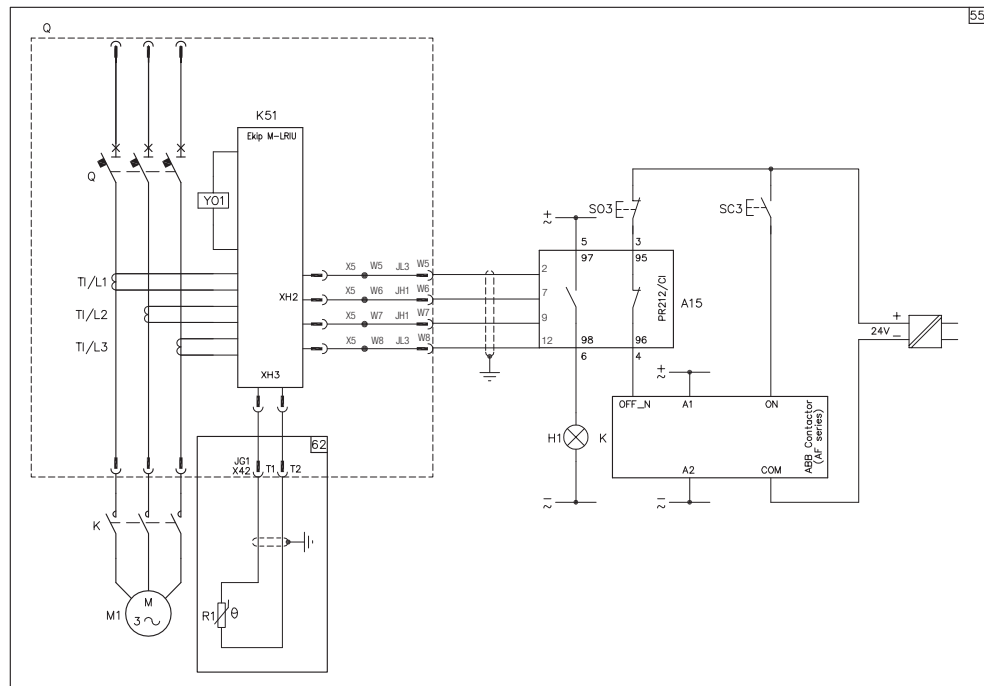 55
Q
K51
Ekip M-LRIU
Q
YO1
TI/L1
TI/L2
TI/L3
XH2
XH3
X5 W5 JL3 W5
X5 W6 JH1 W6
X5 W7 JH1 W7
X5 W8 JL3 W8
SO3
SC3
+
~
5 3
97 95
2
7
9
12
PR212/CI
A15
98 96
6 4
24V
+
–
+
~
OFF_N A1 ON
H1
K
ABB Contactor
(AF series)
A2 COM
–
~
–
~
62
JG1
X42
T1 T2
K
R1 θ
M1
M
3 ~